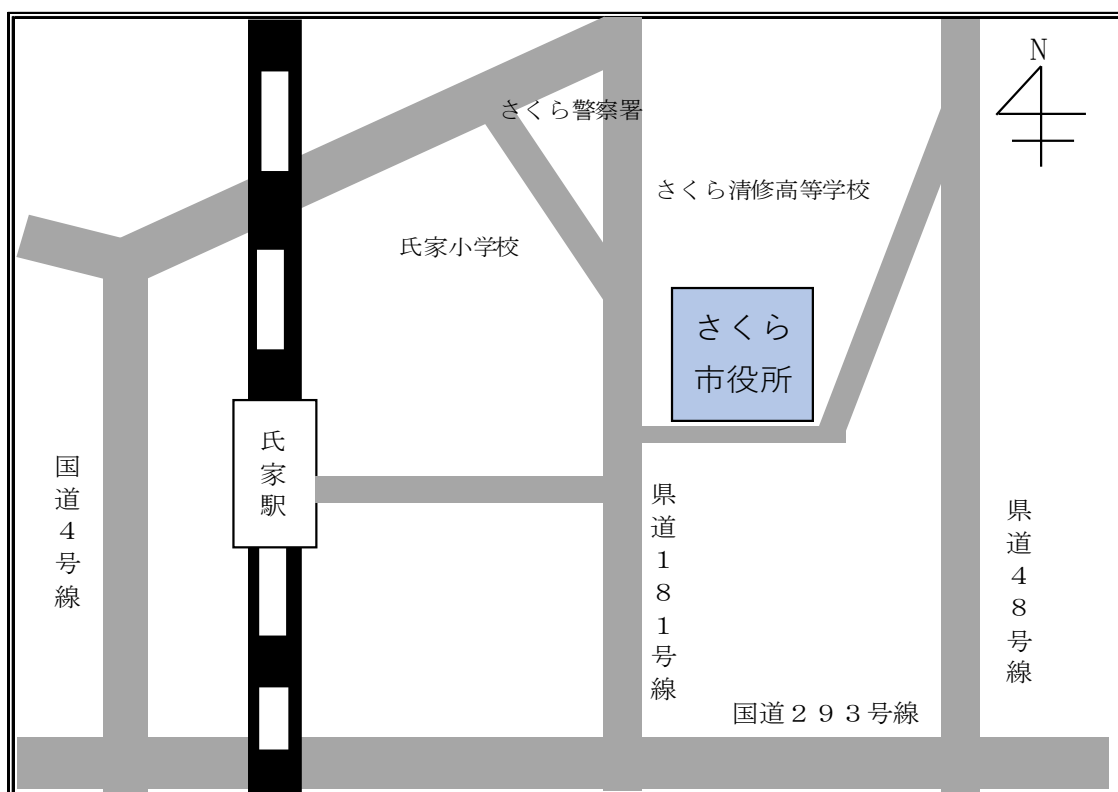 N
さくら警察署
さくら清修高等学校
氏家小学校
さくら
市役所
氏家駅
国道４号線
県道１８１号線
県道４８号線
国道２９３号線